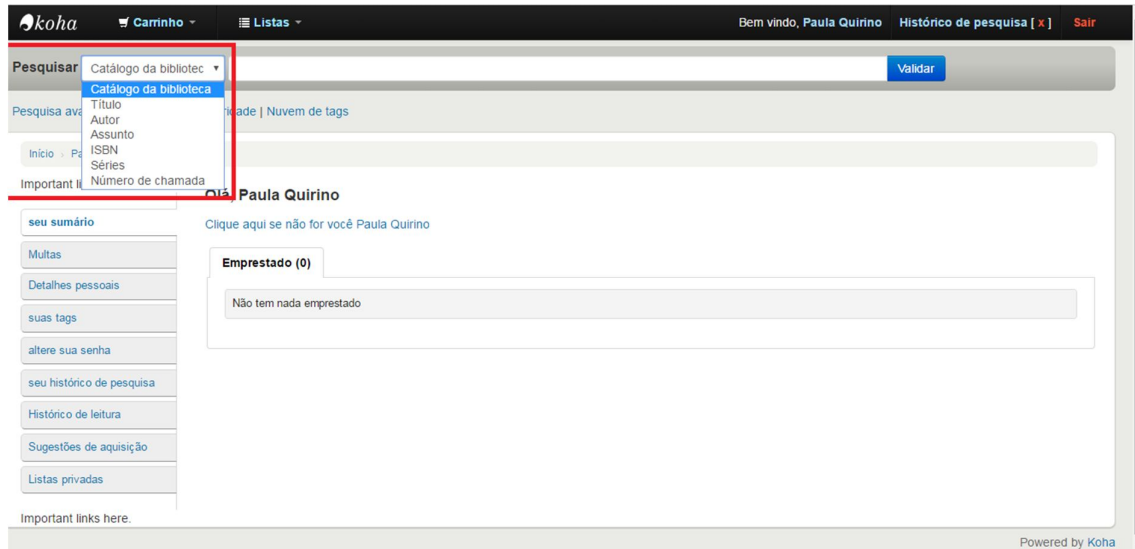 koha Carrinho Listas Bem vindo, Paula Quirino Histórico de pesquisa [ x ] Sair
Pesquisar Catálogo da bibliotec Validar
Catálogo da biblioteca
Título
Autor
Assunto
ISBN
Séries
Número de chamada
Pesquisa | Nuvem de tags
Início ›
Important
Olá, Paula Quirino
Clique aqui se não for você Paula Quirino
seu sumário
Multas
Detalhes pessoais
suas tags
altere sua senha
seu histórico de pesquisa
Histórico de leitura
Sugestões de aquisição
Listas privadas
Emprestado (0)
Não tem nada emprestado
Important links here.
Powered by Koha